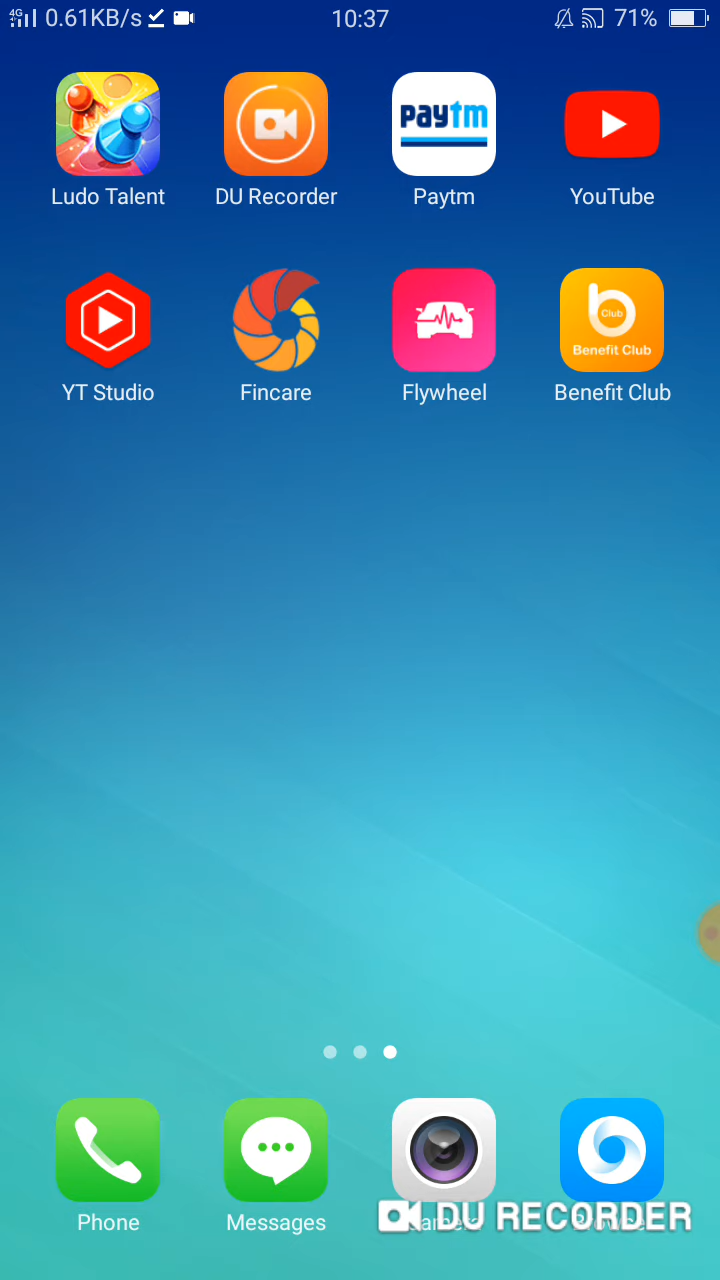 4G 0.61KB/s 10:37 71%
Ludo Talent DU Recorder Paytm YouTube
paytm
YT Studio Fincare Flywheel Benefit Club
b Club
Benefit Club
Phone Messages
DU RECORDER